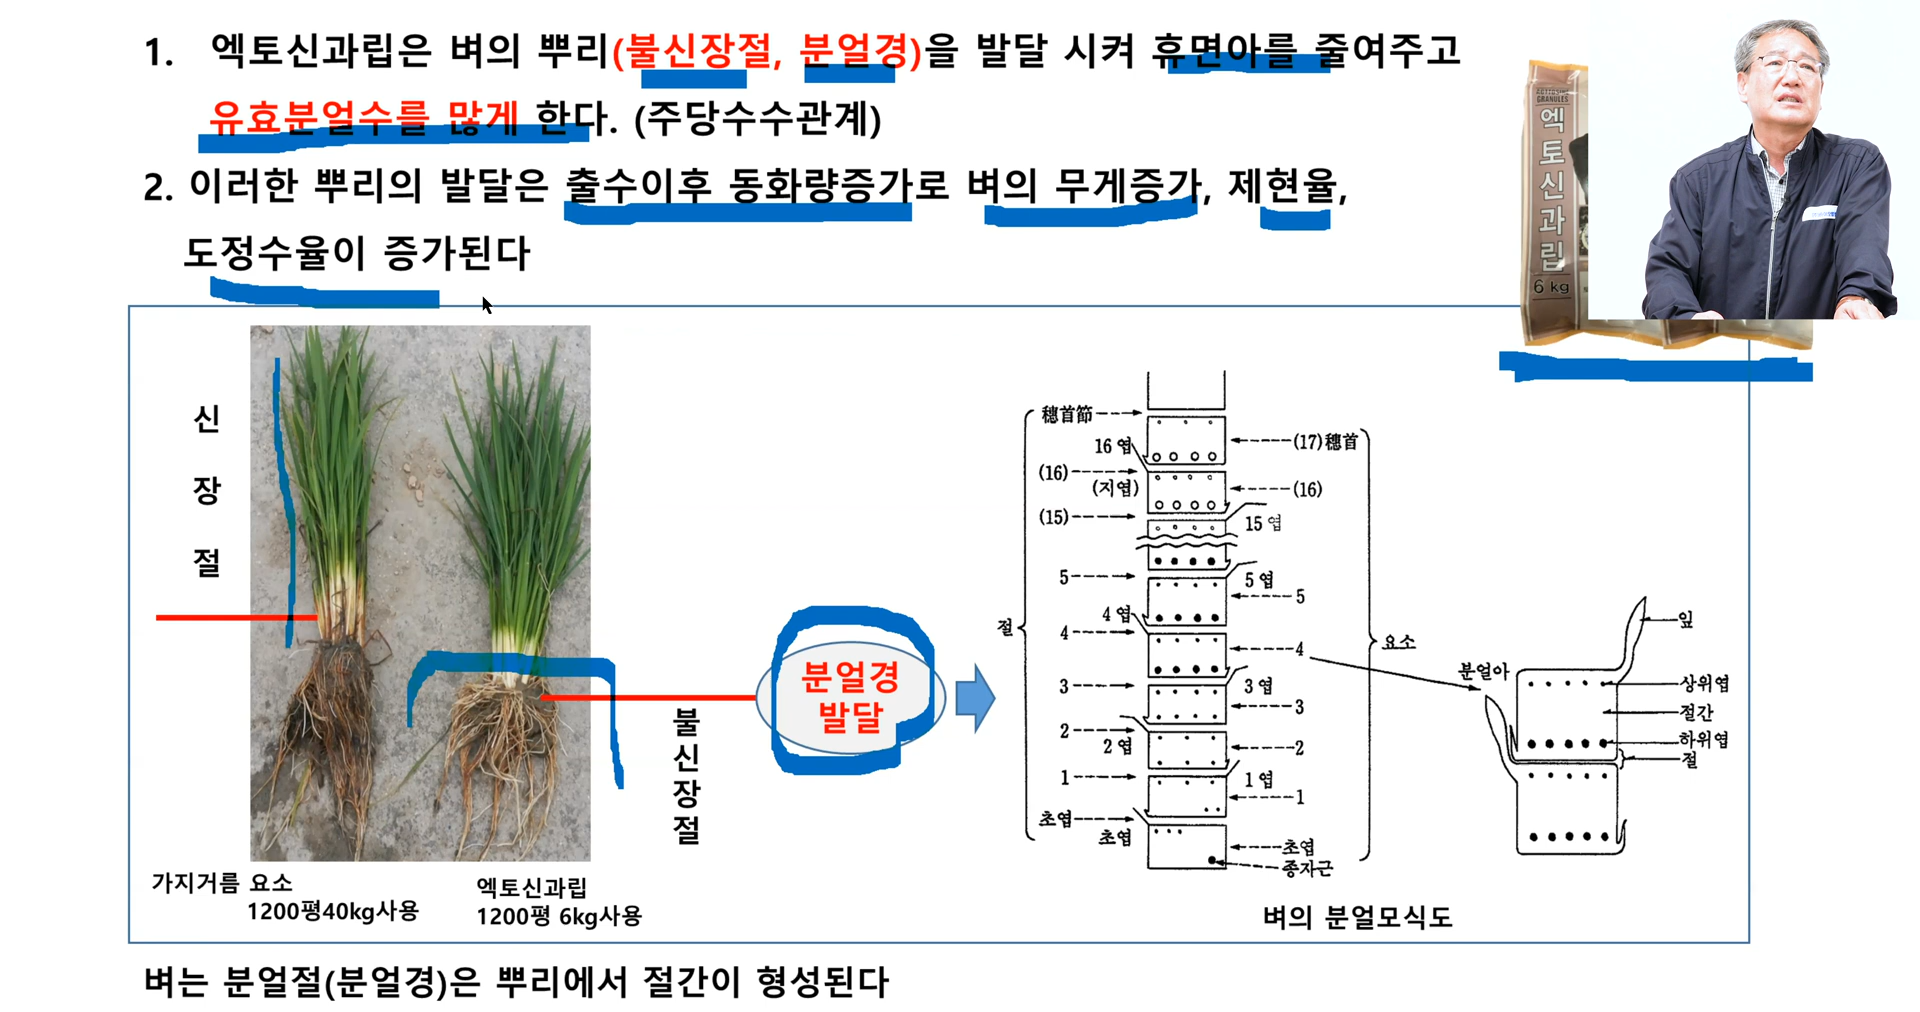 1. 엑토신과립은 벼의 뿌리(불신장절, 분얼경)을 발달 시켜 휴면아를 줄여주고
유효분얼수를 많게 한다. (주당수수관계)
2. 이러한 뿌리의 발달은 출수이후 동화량증가로 벼의 무게증가, 제현율,
도정수율이 증가된다
GRANULES
엑토신과립
6 kg
신
장
절
불
신
장
절
분얼경
발달
가지거름 요소
1200평40kg사용
엑토신과립
1200평 6kg사용
절
穗首節
16 엽
(16)
(지엽)
(15)
5
4 엽
4
3
2
2 엽
1
초엽
초엽
(17)穗首
(16)
15 엽
5 엽
5
4
3 엽
3
2
1 엽
1
초엽
종자근
요소
분얼아
잎
상위엽
절간
하위엽
절
벼의 분얼모식도
벼는 분얼절(분얼경)은 뿌리에서 절간이 형성된다